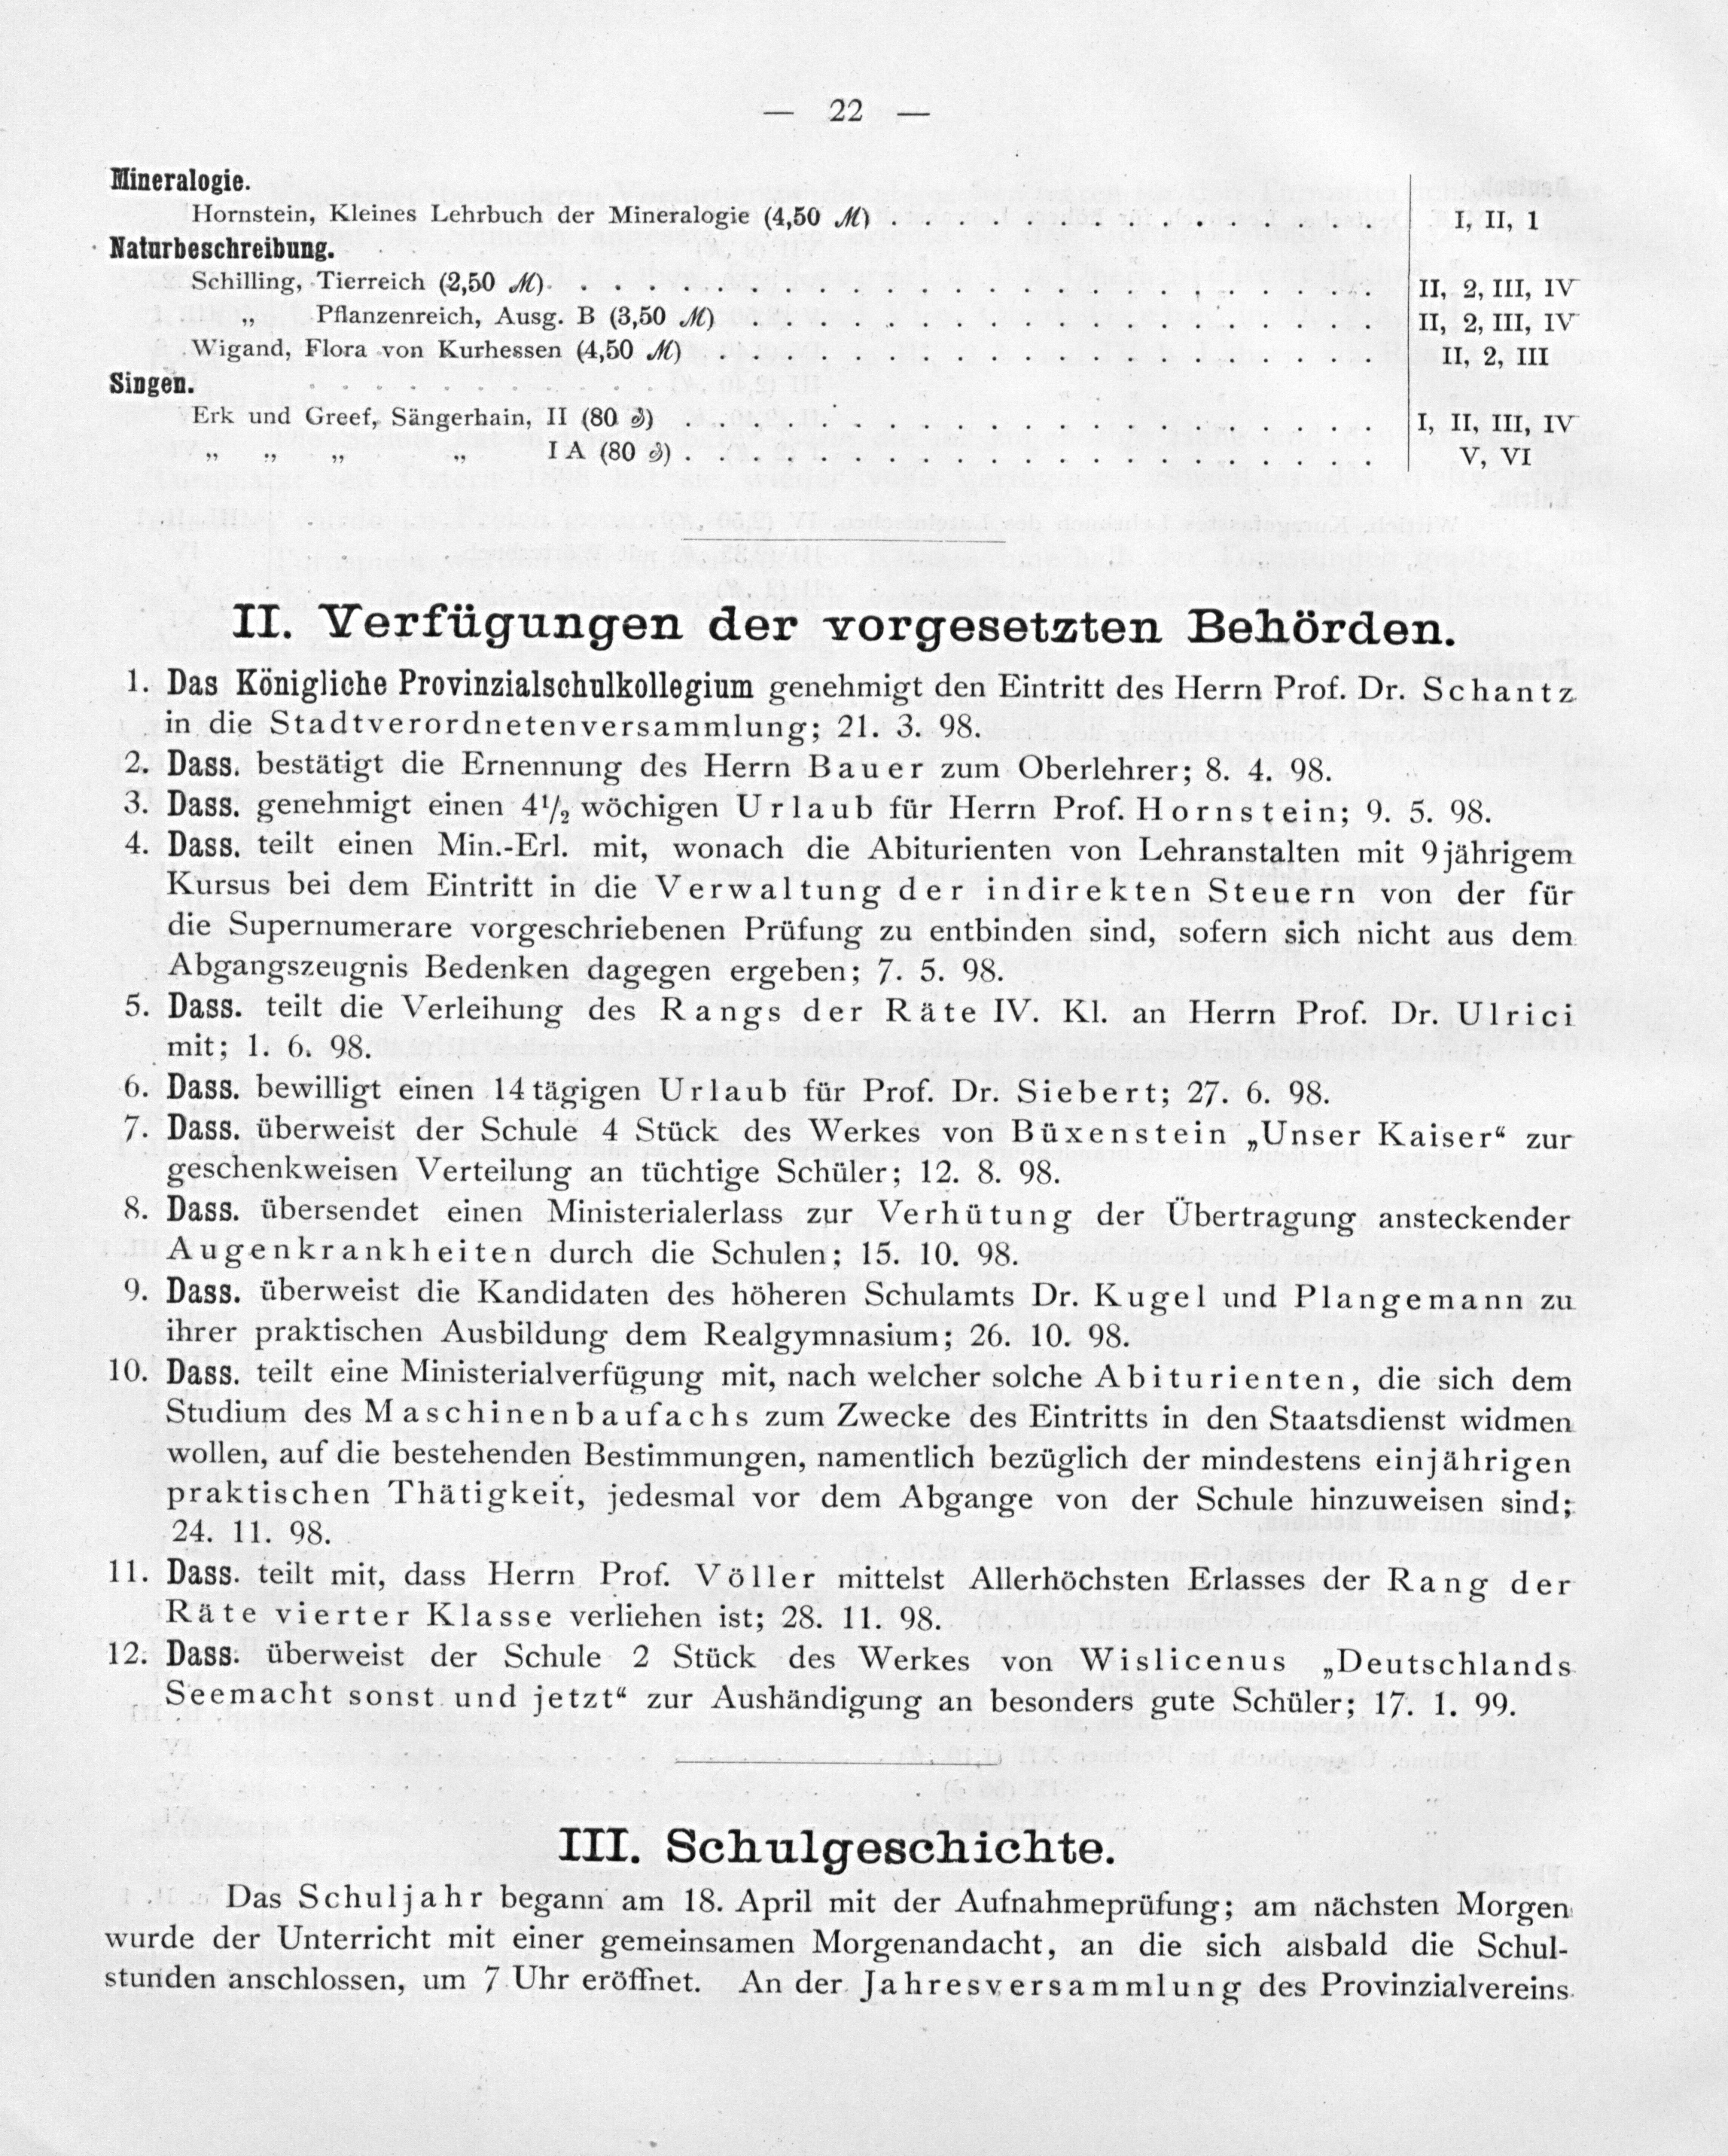 — 22 —
Mineralogie.
Hornstein, Kleines Lehrbuch der Mineralogie (4,50 ℳ) . . . . . . . . . . . . . . . I, II, 1
Naturbeschreibung.
Schilling, Tierreich (2,50 ℳ) . . . . . . . . . . . . . . . . . . . . . . . . . II, 2, III, IV
„ Pflanzenreich, Ausg. B (3,50 ℳ) . . . . . . . . . . . . . . . . . . . II, 2, III, IV
Wigand, Flora von Kurhessen (4,50 ℳ) . . . . . . . . . . . . . . . . . . . . II, 2, III
Singen.
Erk und Greef, Sängerhain, II (80 ₰) . . . . . . . . . . . . . . . . . . . . . I, II, III, IV
„ „ „ „ I A (80 ₰) . . . . . . . . . . . . . . . . . . . . . V, VI
II. Verfügungen der vorgesetzten Behörden.
1. Das Königliche Provinzialschulkollegium genehmigt den Eintritt des Herrn Prof. Dr. Schantz
in die Stadtverordnetenversammlung; 21. 3. 98.
2. Dass. bestätigt die Ernennung des Herrn Bauer zum Oberlehrer; 8. 4. 98.
3. Dass. genehmigt einen 4¹/₂ wöchigen Urlaub für Herrn Prof. Hornstein; 9. 5. 98.
4. Dass. teilt einen Min.-Erl. mit, wonach die Abiturienten von Lehranstalten mit 9jährigem
Kursus bei dem Eintritt in die Verwaltung der indirekten Steuern von der für
die Supernumerare vorgeschriebenen Prüfung zu entbinden sind, sofern sich nicht aus dem
Abgangszeugnis Bedenken dagegen ergeben; 7. 5. 98.
5. Dass. teilt die Verleihung des Rangs der Räte IV. Kl. an Herrn Prof. Dr. Ulrici
mit; 1. 6. 98.
6. Dass. bewilligt einen 14tägigen Urlaub für Prof. Dr. Siebert; 27. 6. 98.
7. Dass. überweist der Schule 4 Stück des Werkes von Büxenstein „Unser Kaiser“ zur
geschenkweisen Verteilung an tüchtige Schüler; 12. 8. 98.
8. Dass. übersendet einen Ministerialerlass zur Verhütung der Übertragung ansteckender
Augenkrankheiten durch die Schulen; 15. 10. 98.
9. Dass. überweist die Kandidaten des höheren Schulamts Dr. Kugel und Plangemann zu
ihrer praktischen Ausbildung dem Realgymnasium; 26. 10. 98.
10. Dass. teilt eine Ministerialverfügung mit, nach welcher solche Abiturienten, die sich dem
Studium des Maschinenbaufachs zum Zwecke des Eintritts in den Staatsdienst widmen
wollen, auf die bestehenden Bestimmungen, namentlich bezüglich der mindestens einjährigen
praktischen Thätigkeit, jedesmal vor dem Abgange von der Schule hinzuweisen sind;
24. 11. 98.
11. Dass. teilt mit, dass Herrn Prof. Völler mittelst Allerhöchsten Erlasses der Rang der
Räte vierter Klasse verliehen ist; 28. 11. 98.
12. Dass. überweist der Schule 2 Stück des Werkes von Wislicenus „Deutschlands
Seemacht sonst und jetzt“ zur Aushändigung an besonders gute Schüler; 17. 1. 99.
III. Schulgeschichte.
Das Schuljahr begann am 18. April mit der Aufnahmeprüfung; am nächsten Morgen
wurde der Unterricht mit einer gemeinsamen Morgenandacht, an die sich alsbald die Schul-
stunden anschlossen, um 7 Uhr eröffnet. An der Jahresversammlung des Provinzialvereins